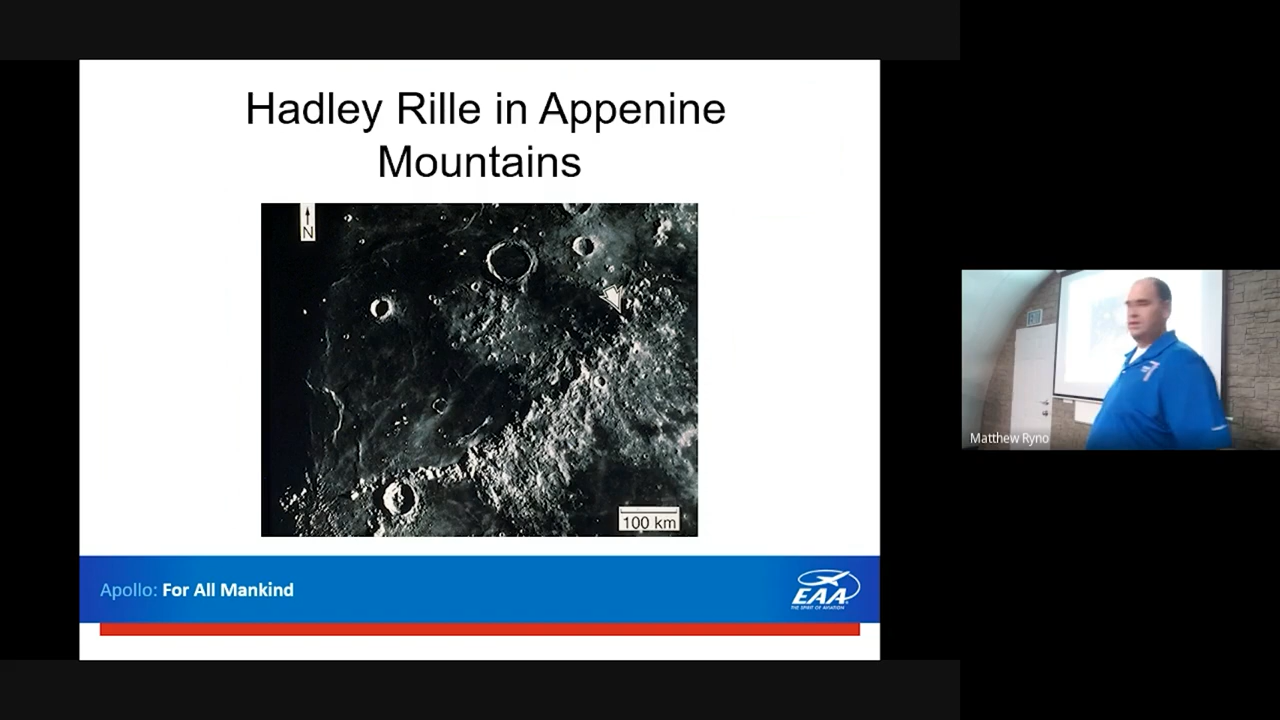 Hadley Rille in Appenine
Mountains
N
100 km
Apollo: For All Mankind
EAA
THE SPIRIT OF AVIATION
Matthew Ryno